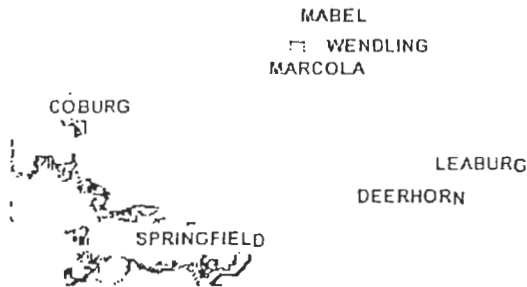 MABEL
WENDLING
MARCOLA
COBURG
LEABURG
DEERHORN
SPRINGFIELD